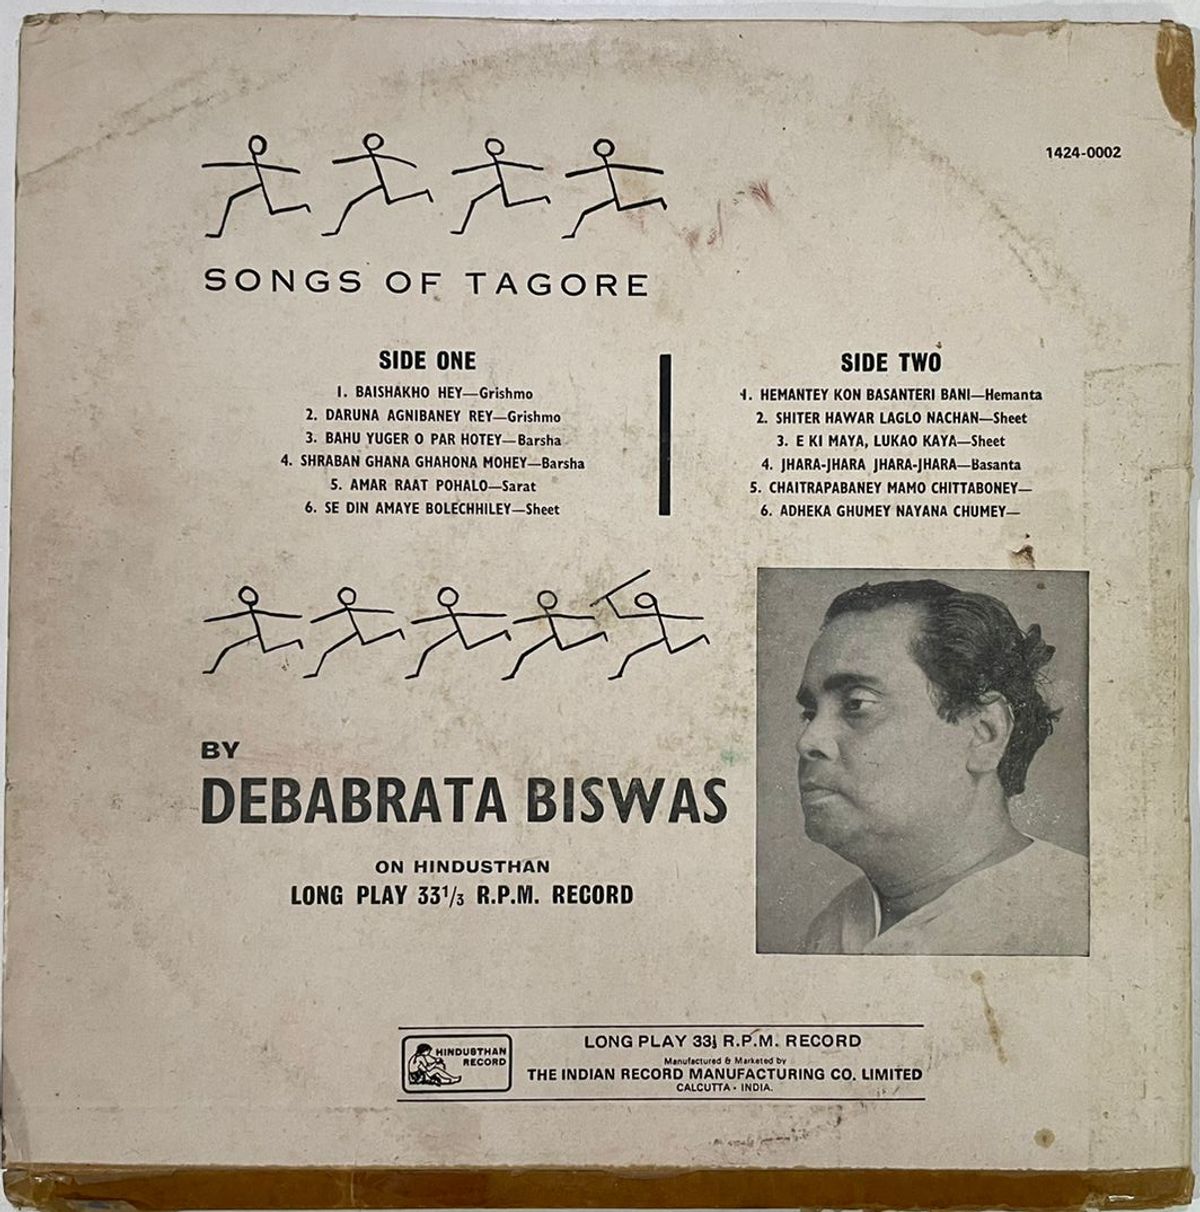 1424-0002
SONGS OF TAGORE
SIDE ONE
1. BAISHAKHO HEY—Grishmo
2. DARUNA AGNIBANEY REY—Grishmo
3. BAHU YUGER O PAR HOTEY—Barsha
4. SHRABAN GHANA GHAHONA MOHEY—Barsha
5. AMAR RAAT POHALO—Sarat
6. SE DIN AMAYE BOLECHHILEY—Sheet
SIDE TWO
1. HEMANTEY KON BASANTERI BANI—Hemanta
2. SHITER HAWAR LAGLO NACHAN—Sheet
3. E KI MAYA, LUKAO KAYA—Sheet
4. JHARA-JHARA JHARA-JHARA—Basanta
5. CHAITRAPABANEY MAMO CHITTABONEY—
6. ADHEKA GHUMEY NAYANA CHUMEY—
BY
DEBABRATA BISWAS
ON HINDUSTHAN
LONG PLAY 33 1/3 R.P.M. RECORD
HINDUSTHAN
RECORD
LONG PLAY 33⅓ R.P.M. RECORD
Manufactured & Marketed by
THE INDIAN RECORD MANUFACTURING CO. LIMITED
CALCUTTA - INDIA.